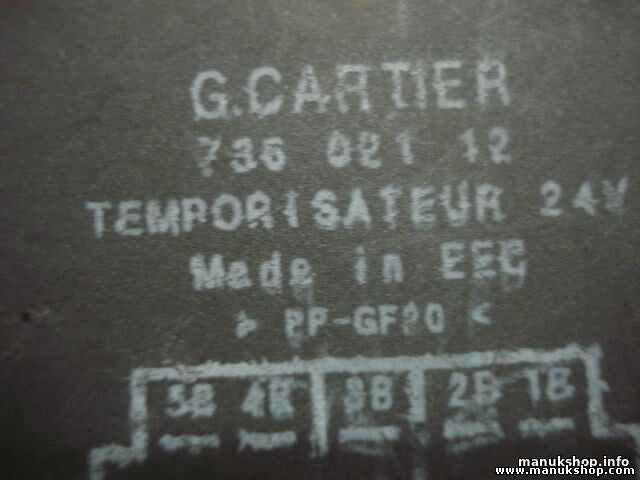 G.CARTIER
736 021 12
TEMPORISATEUR 24V
Made in EEC
> PP-GF20 <
5B 4B 3B 2B 1B
manukshop.info
www.manukshop.com